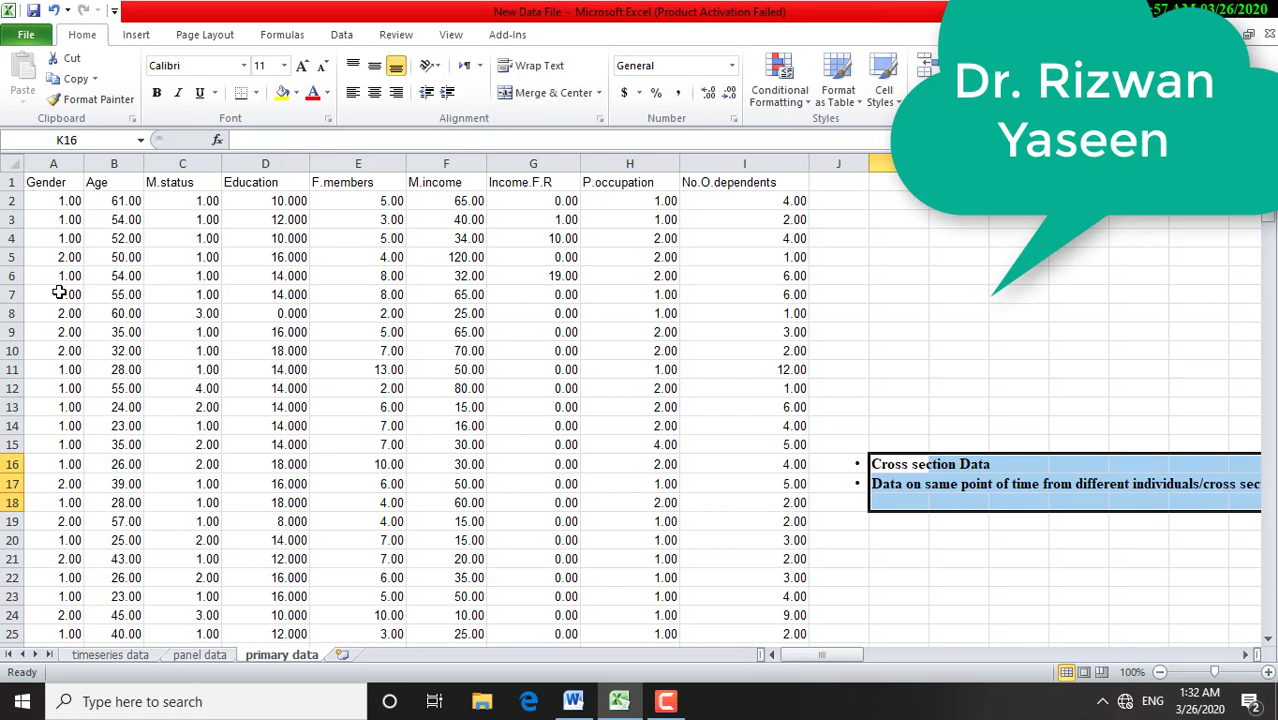 New Data File - Microsoft Excel (Product Activation Failed)
:57 AM 03/26/2020
File Home Insert Page Layout Formulas Data Review View Add-Ins
Paste
Cut
Copy
Format Painter
Clipboard
Calibri 11
B I U A
Font
Wrap Text
Merge & Center
Alignment
General
$ % ,
Number
Conditional Formatting
Format as Table
Cell Styles
Styles
Dr. Rizwan
Yaseen
K16 fx
A B C D E F G H I J
1 Gender Age M.status Education F.members M.income Income.F.R P.occupation No.O.dependents
2 1.00 61.00 1.00 10.000 5.00 65.00 0.00 1.00 4.00
3 1.00 54.00 1.00 12.000 3.00 40.00 1.00 1.00 2.00
4 1.00 52.00 1.00 10.000 5.00 34.00 10.00 2.00 4.00
5 2.00 50.00 1.00 16.000 4.00 120.00 0.00 2.00 1.00
6 1.00 54.00 1.00 14.000 8.00 32.00 19.00 2.00 6.00
7 00 55.00 1.00 14.000 8.00 65.00 0.00 1.00 6.00
8 2.00 60.00 3.00 0.000 2.00 25.00 0.00 1.00 1.00
9 2.00 35.00 1.00 16.000 5.00 65.00 0.00 2.00 3.00
10 2.00 32.00 1.00 18.000 7.00 70.00 0.00 2.00 2.00
11 1.00 28.00 1.00 14.000 13.00 50.00 0.00 1.00 12.00
12 1.00 55.00 4.00 14.000 2.00 80.00 0.00 2.00 1.00
13 1.00 24.00 2.00 14.000 6.00 15.00 0.00 2.00 6.00
14 1.00 23.00 1.00 14.000 7.00 16.00 0.00 2.00 4.00
15 1.00 35.00 2.00 14.000 7.00 30.00 0.00 4.00 5.00
16 1.00 26.00 2.00 18.000 10.00 30.00 0.00 2.00 4.00 • Cross section Data
17 2.00 39.00 1.00 16.000 6.00 50.00 0.00 1.00 5.00 • Data on same point of time from different individuals/cross sec
18 1.00 28.00 1.00 18.000 4.00 60.00 0.00 2.00 2.00
19 2.00 57.00 1.00 8.000 4.00 15.00 0.00 1.00 2.00
20 1.00 25.00 2.00 14.000 7.00 15.00 0.00 1.00 3.00
21 2.00 43.00 1.00 12.000 7.00 40.00 0.00 1.00 2.00
22 1.00 26.00 2.00 16.000 6.00 35.00 0.00 1.00 3.00
23 1.00 23.00 1.00 16.000 5.00 50.00 0.00 1.00 4.00
24 2.00 45.00 3.00 10.000 10.00 10.00 0.00 1.00 9.00
25 1.00 40.00 1.00 12.000 3.00 25.00 0.00 1.00 2.00
timeseries data panel data primary data
Ready 100%
Type here to search
ENG
1:32 AM
3/26/2020
2